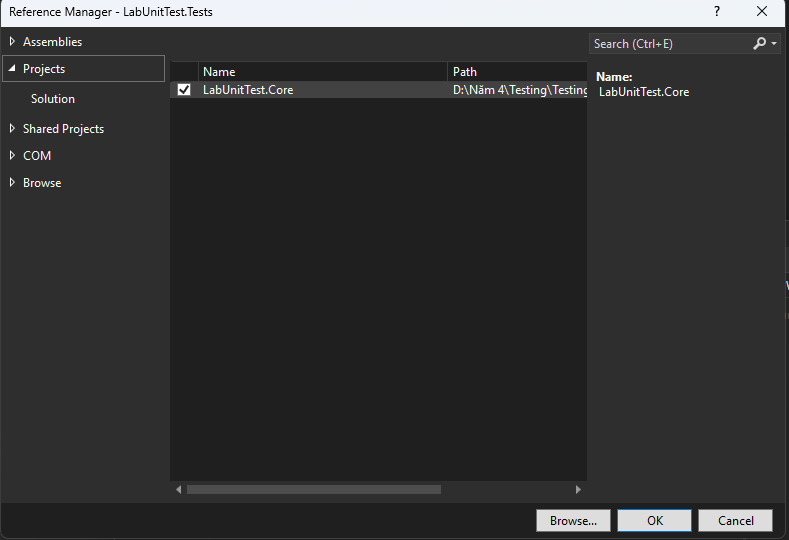 Reference Manager - LabUnitTest.Tests
? 
Assemblies
Search (Ctrl+E)
Projects
Name
Path
Name:
Solution
LabUnitTest.Core
D:\Năm 4\Testing\Testing
LabUnitTest.Core
Shared Projects
COM
Browse
Browse...
OK
Cancel